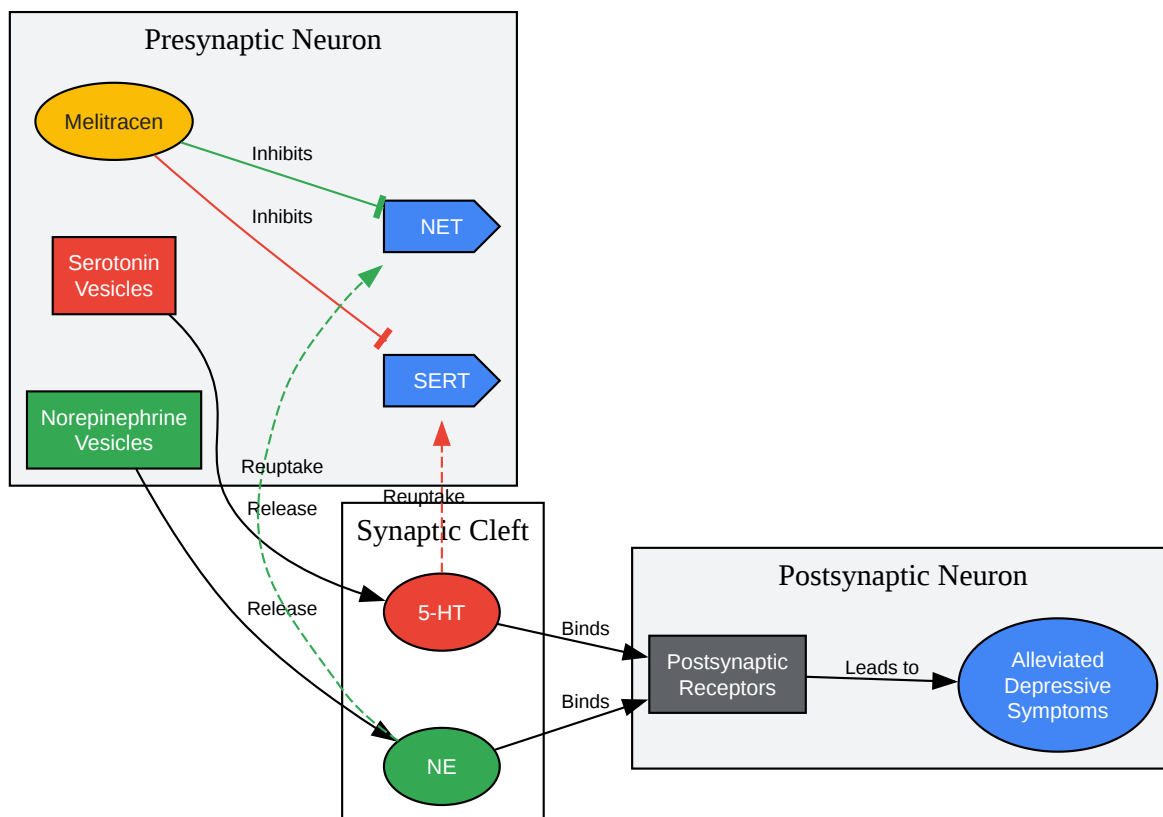 Presynaptic Neuron
Melitracen
Inhibits
NET
Inhibits
Serotonin
Vesicles
SERT
Norepinephrine
Vesicles
Reuptake
Release
Reuptake
Synaptic Cleft
5-HT
Release
NE
Binds
Binds
Postsynaptic Neuron
Postsynaptic
Receptors
Leads to
Alleviated
Depressive
Symptoms